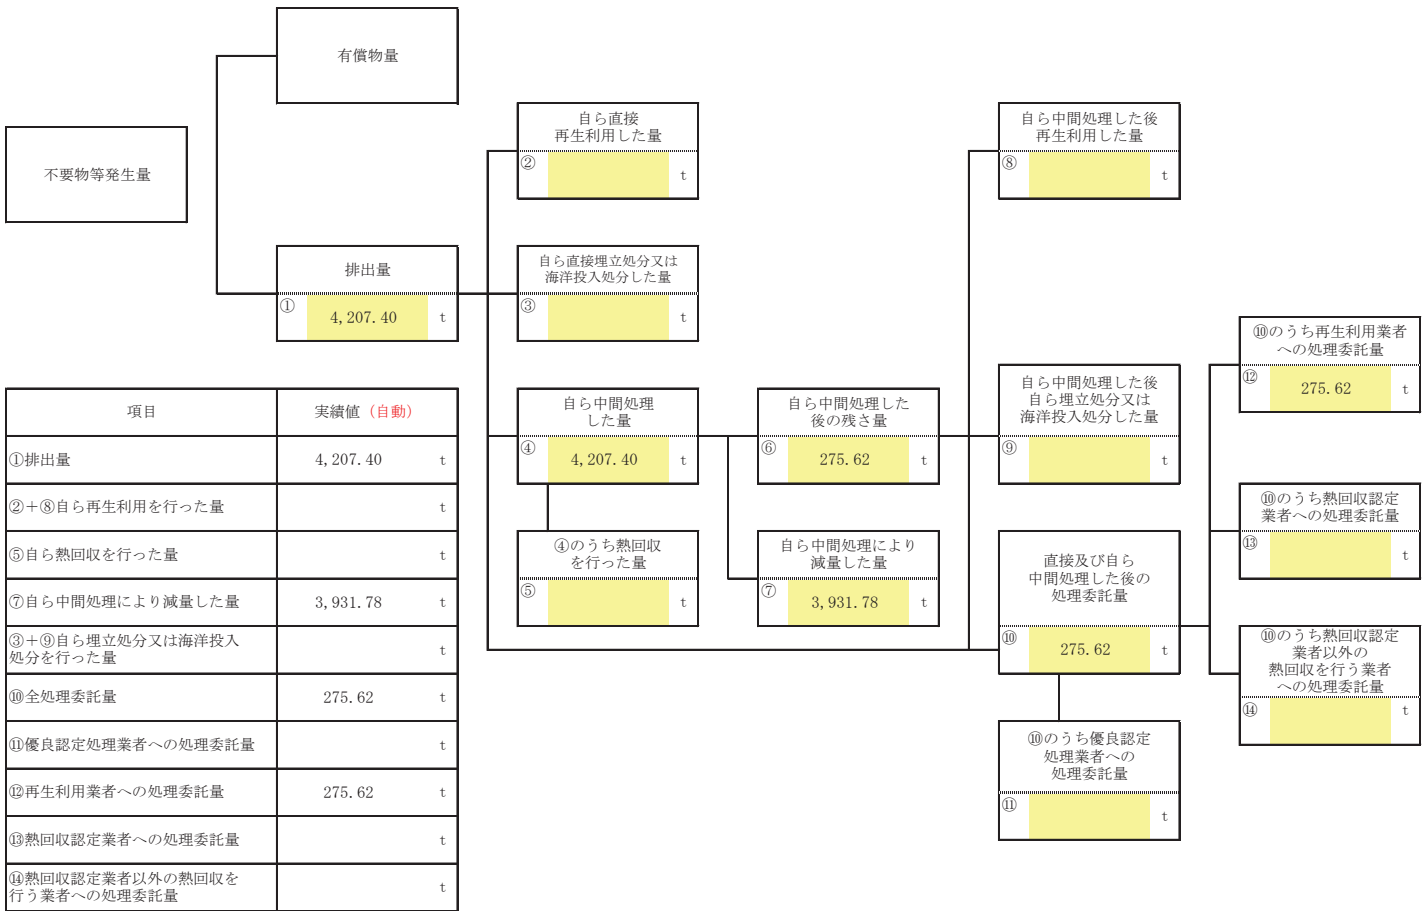 有償物量
不要物等発生量
排出量
① 4,207.40 t
自ら直接
再生利用した量
② t
自ら直接埋立処分又は
海洋投入処分した量
③ t
自ら中間処理
した量
④ 4,207.40 t
④のうち熱回収
を行った量
⑤ t
自ら中間処理した
後の残さ量
⑥ 275.62 t
自ら中間処理により
減量した量
⑦ 3,931.78 t
自ら中間処理した後
再生利用した量
⑧ t
自ら中間処理した後
自ら埋立処分又は
海洋投入処分した量
⑨ t
直接及び自ら
中間処理した後の
処理委託量
⑩ 275.62 t
⑩のうち優良認定
処理業者への
処理委託量
⑪ t
⑩のうち再生利用業者
への処理委託量
⑫ 275.62 t
⑩のうち熱回収認定
業者への処理委託量
⑬ t
⑩のうち熱回収認定
業者以外の
熱回収を行う業者
への処理委託量
⑭ t
項目 実績値（自動）
①排出量 4,207.40 t
②＋⑧自ら再生利用を行った量 t
⑤自ら熱回収を行った量 t
⑦自ら中間処理により減量した量 3,931.78 t
③＋⑨自ら埋立処分又は海洋投入
処分を行った量 t
⑩全処理委託量 275.62 t
⑪優良認定処理業者への処理委託量 t
⑫再生利用業者への処理委託量 275.62 t
⑬熱回収認定業者への処理委託量 t
⑭熱回収認定業者以外の熱回収を
行う業者への処理委託量 t